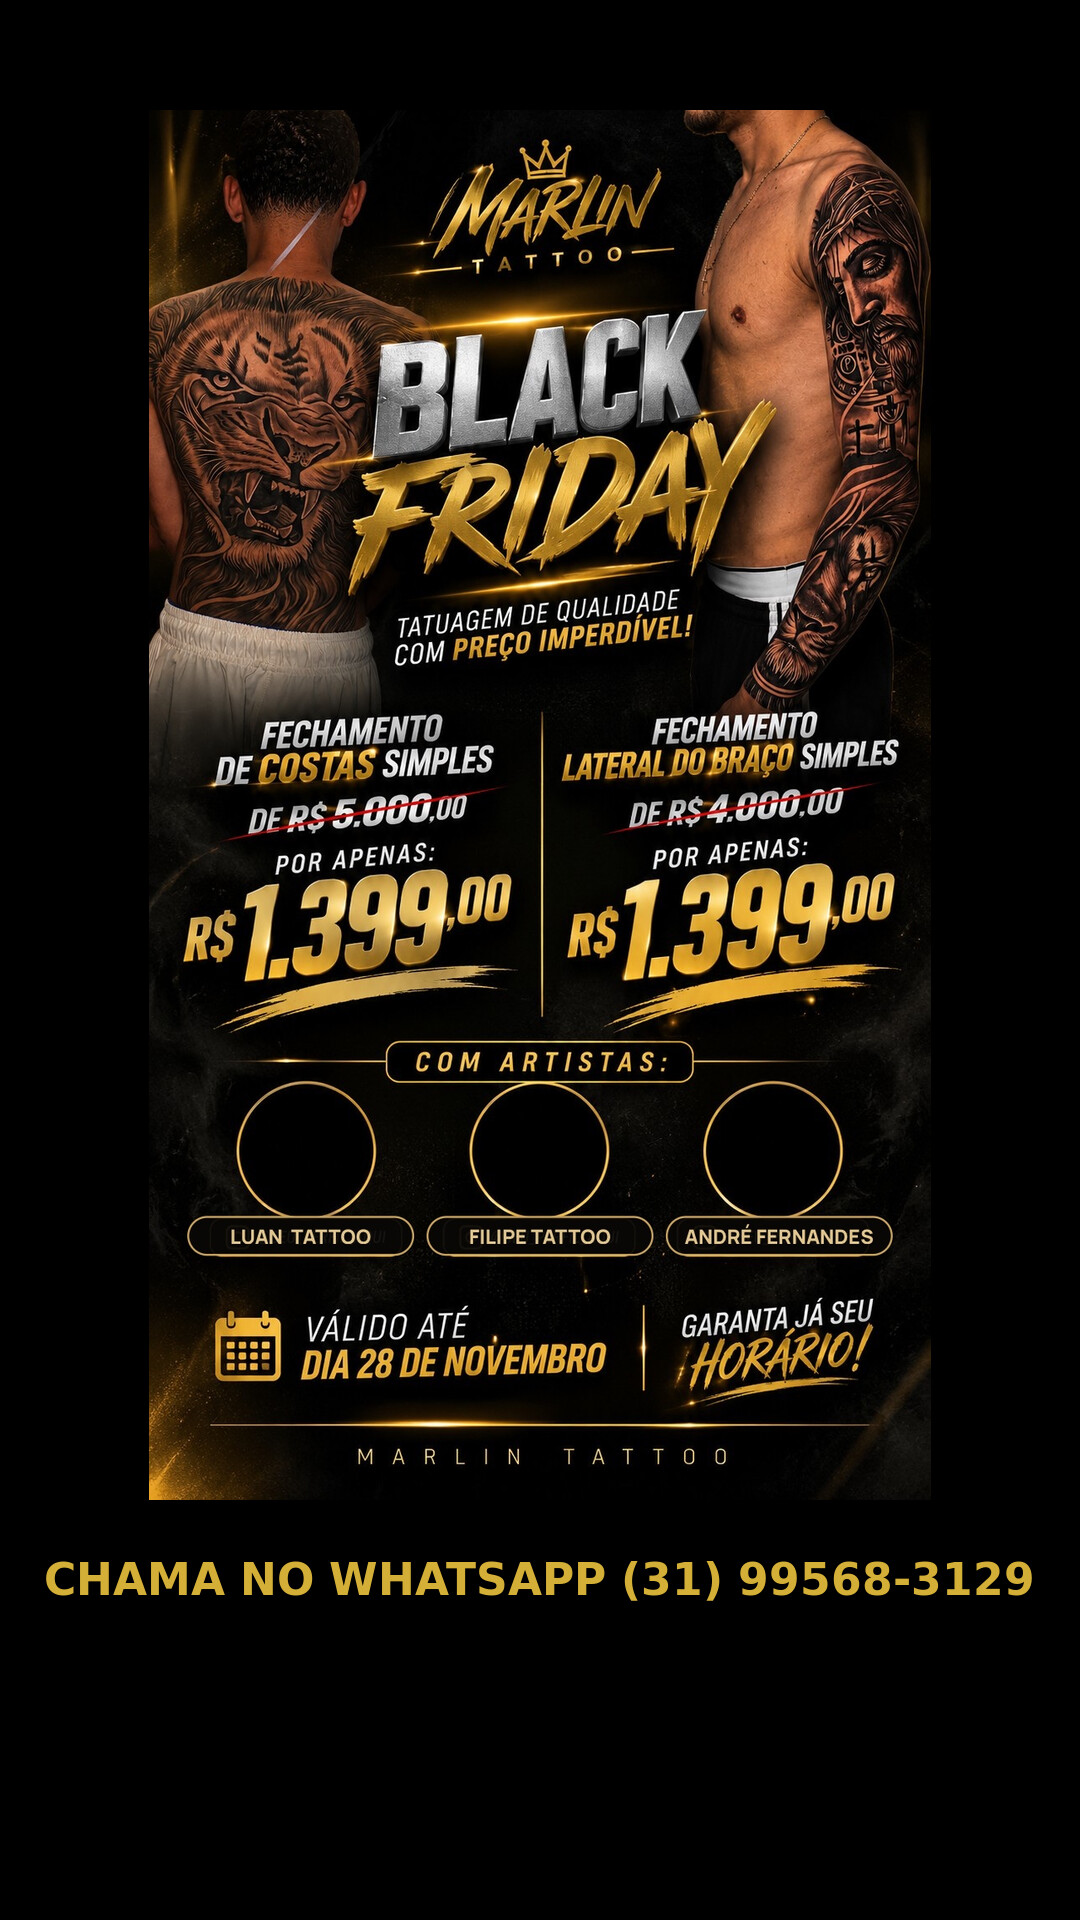 MARLIN
TATTOO
BLACK
FRIDAY
TATUAGEM DE QUALIDADE
COM PREÇO IMPERDÍVEL!
FECHAMENTO
DE COSTAS SIMPLES
DE R$ 5.000,00
POR APENAS:
R$ 1.399,00
FECHAMENTO
LATERAL DO BRAÇO SIMPLES
DE R$ 4.000,00
POR APENAS:
R$ 1.399,00
COM ARTISTAS:
LUAN TATTOO
FILIPE TATTOO
ANDRÉ FERNANDES
VÁLIDO ATÉ
DIA 28 DE NOVEMBRO
GARANTA JÁ SEU
HORÁRIO!
MARLIN TATTOO
CHAMA NO WHATSAPP (31) 99568-3129